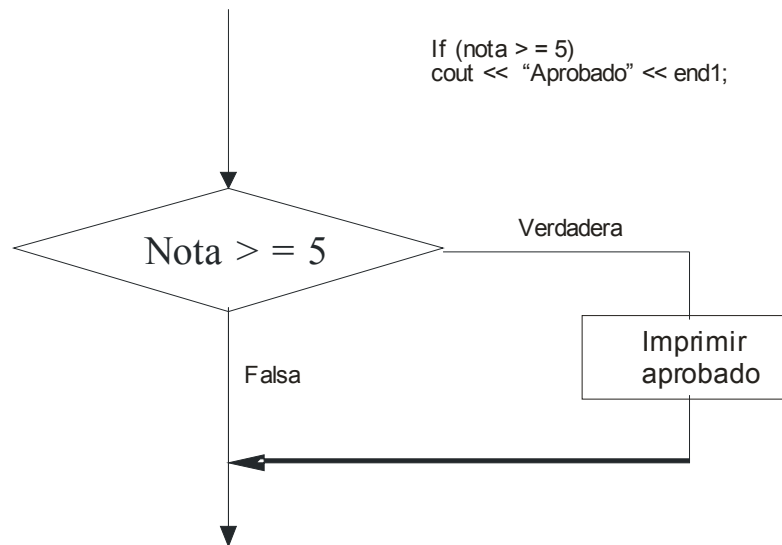 If (nota > = 5)
cout << “Aprobado” << end1;
Nota > = 5
Verdadera
Imprimir
aprobado
Falsa